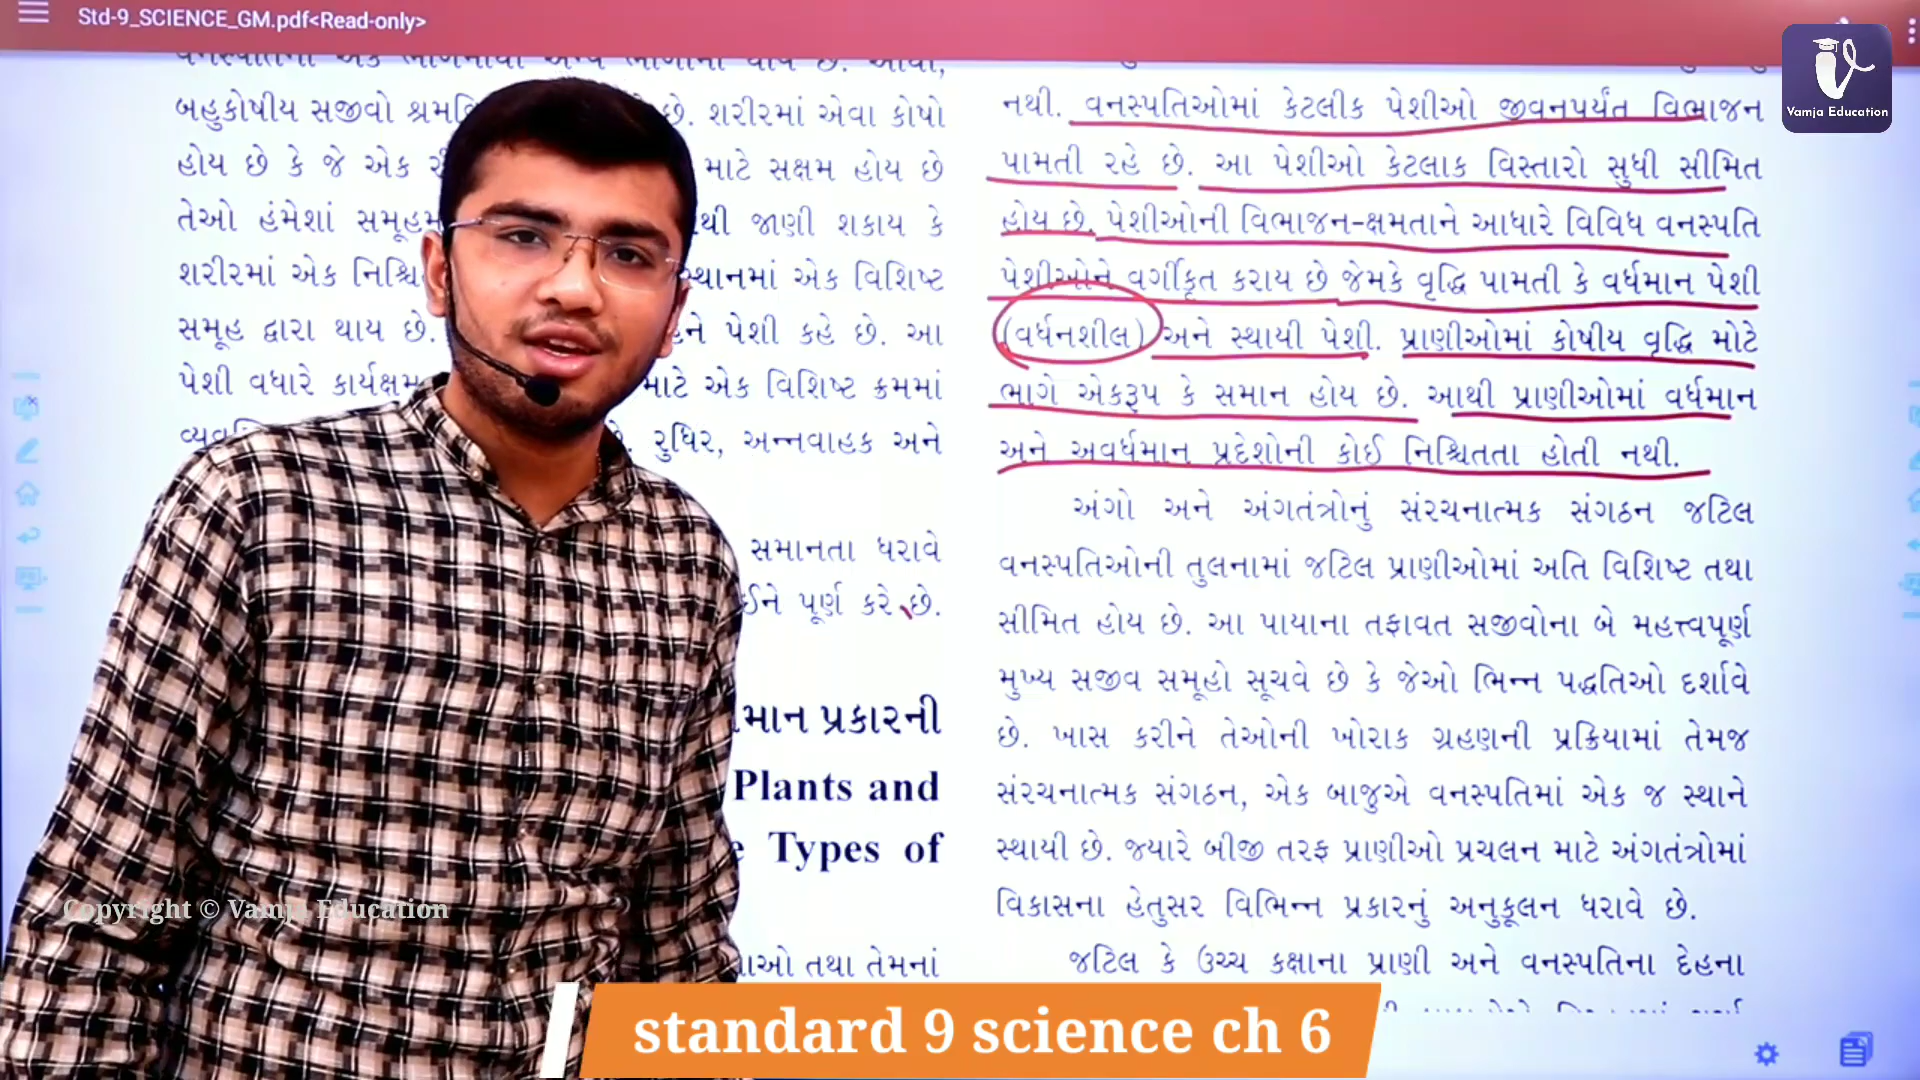 Std-9_SCIENCE_GM.pdf<Read-only>
Vamja Education
બહુકોષીય સજીવો છે. શરીરમાં એવા કોષો
હોય છે કે જે એક માટે સક્ષમ હોય છે
તેઓ હંમેશાં જાણી શકાય કે
શરીરમાં એક સ્થાનમાં એક વિશિષ્ટ
સમૂહ દ્વારા થાય છે. પેશી કહે છે. આ
પેશી વધારે કાર્યક્ષમ માટે એક વિશિષ્ટ ક્રમમાં
રુધિર, અન્નવાહક અને
સમાનતા ધરાવે
પૂર્ણ કરે છે.
પ્રકારની
Plants and
Types of
તથા તેમનાં
નથી. વનસ્પતિઓમાં કેટલીક પેશીઓ જીવનપર્યંત વિભાજન
પામતી રહે છે. આ પેશીઓ કેટલાક વિસ્તારો સુધી સીમિત
હોય છે. પેશીઓની વિભાજન-ક્ષમતાને આધારે વિવિધ વનસ્પતિ
પેશીઓને વર્ગીકૃત કરાય છે જેમકે વૃદ્ધિ પામતી કે વર્ધમાન પેશી
(વર્ધનશીલ) અને સ્થાયી પેશી. પ્રાણીઓમાં કોષીય વૃદ્ધિ મોટે
ભાગે એકરૂપ કે સમાન હોય છે. આથી પ્રાણીઓમાં વર્ધમાન
અને અવર્ધમાન પ્રદેશોની કોઈ નિશ્ચિતતા હોતી નથી.
અંગો અને અંગતંત્રોનું સંરચનાત્મક સંગઠન જટિલ
વનસ્પતિઓની તુલનામાં જટિલ પ્રાણીઓમાં અતિ વિશિષ્ટ તથા
સીમિત હોય છે. આ પાયાના તફાવત સજીવોના બે મહત્ત્વપૂર્ણ
મુખ્ય સજીવ સમૂહો સૂચવે છે કે જેઓ ભિન્ન પદ્ધતિઓ દર્શાવે
છે. ખાસ કરીને તેઓની ખોરાક ગ્રહણની પ્રક્રિયામાં તેમજ
સંરચનાત્મક સંગઠન, એક બાજુએ વનસ્પતિમાં એક જ સ્થાને
સ્થાયી છે. જ્યારે બીજી તરફ પ્રાણીઓ પ્રચલન માટે અંગતંત્રોમાં
વિકાસના હેતુસર વિભિન્ન પ્રકારનું અનુકૂલન ધરાવે છે.
જટિલ કે ઉચ્ચ કક્ષાના પ્રાણી અને વનસ્પતિના દેહના
Copyright © Vamja Education
standard 9 science ch 6